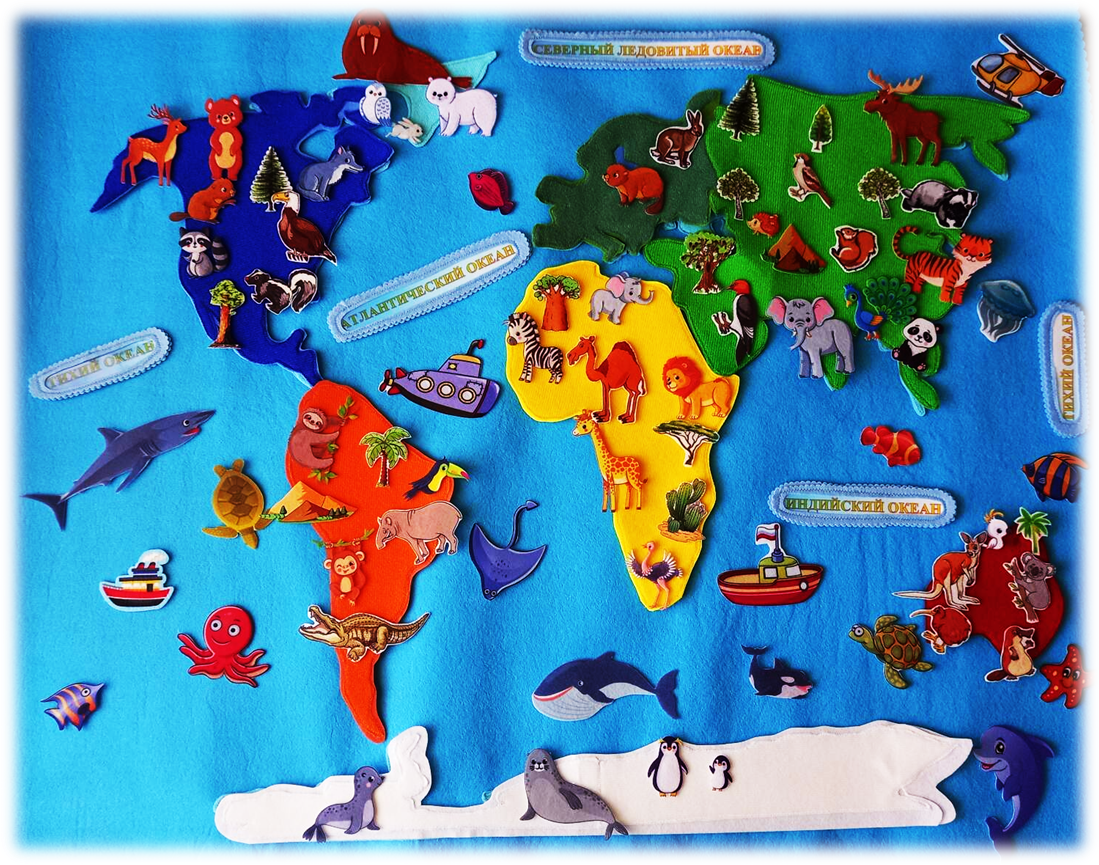 СЕВЕРНЫЙ ЛЕДОВИТЫЙ ОКЕАН
АТЛАНТИЧЕСКИЙ ОКЕАН
ТИХИЙ ОКЕАН
ТИХИЙ ОКЕАН
ИНДИЙСКИЙ ОКЕАН